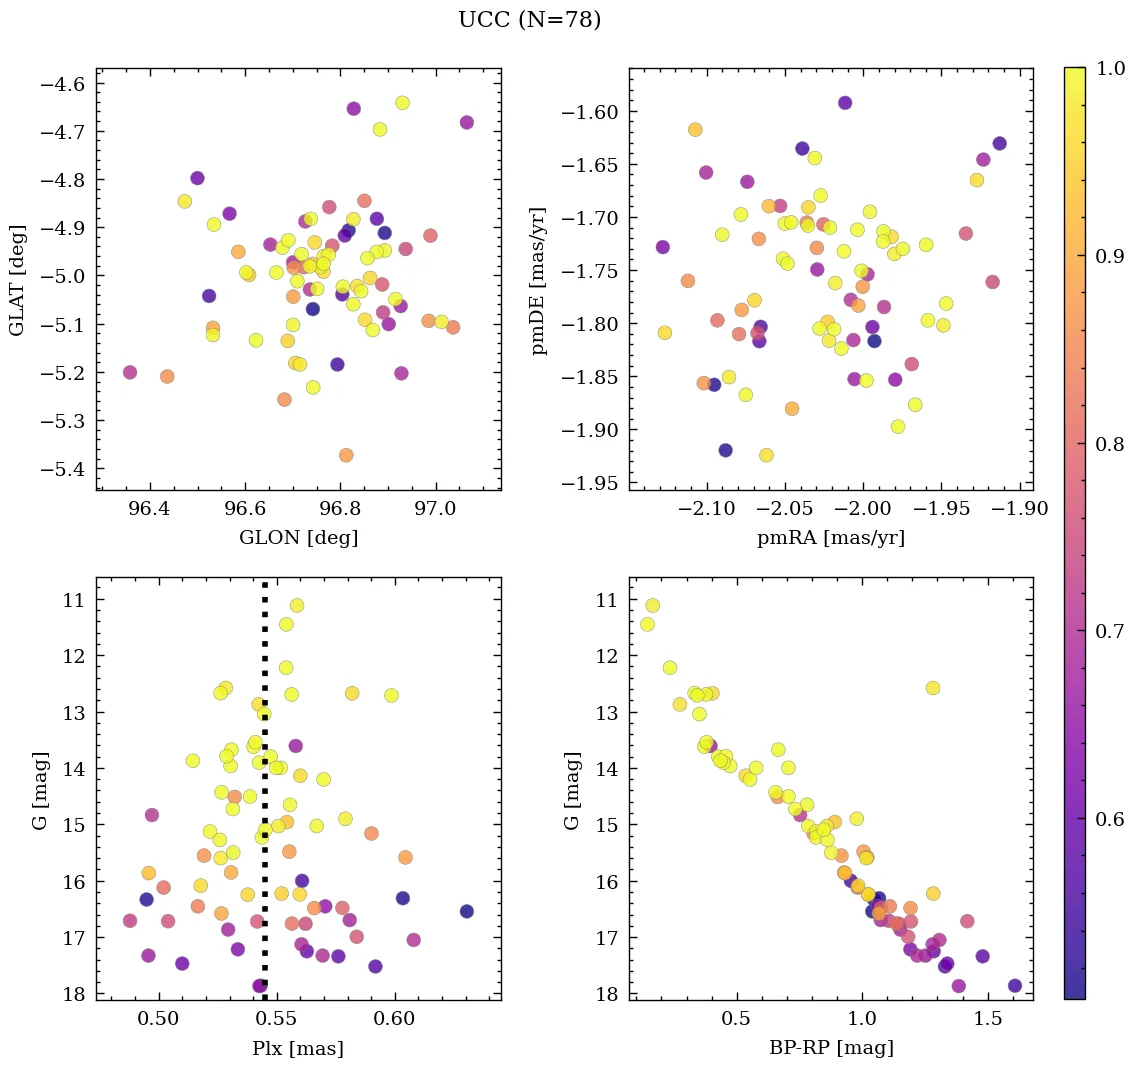 UCC (N=78)
−4.6
−4.7
−4.8
−4.9
−5.0
−5.1
−5.2
−5.3
−5.4
GLAT [deg]
96.4 96.6 96.8 97.0
GLON [deg]
−1.60
−1.65
−1.70
−1.75
−1.80
−1.85
−1.90
−1.95
pmDE [mas/yr]
−2.10 −2.05 −2.00 −1.95 −1.90
pmRA [mas/yr]
11
12
13
14
15
16
17
18
G [mag]
0.50 0.55 0.60
Plx [mas]
11
12
13
14
15
16
17
18
G [mag]
0.5 1.0 1.5
BP-RP [mag]
1.0
0.9
0.8
0.7
0.6